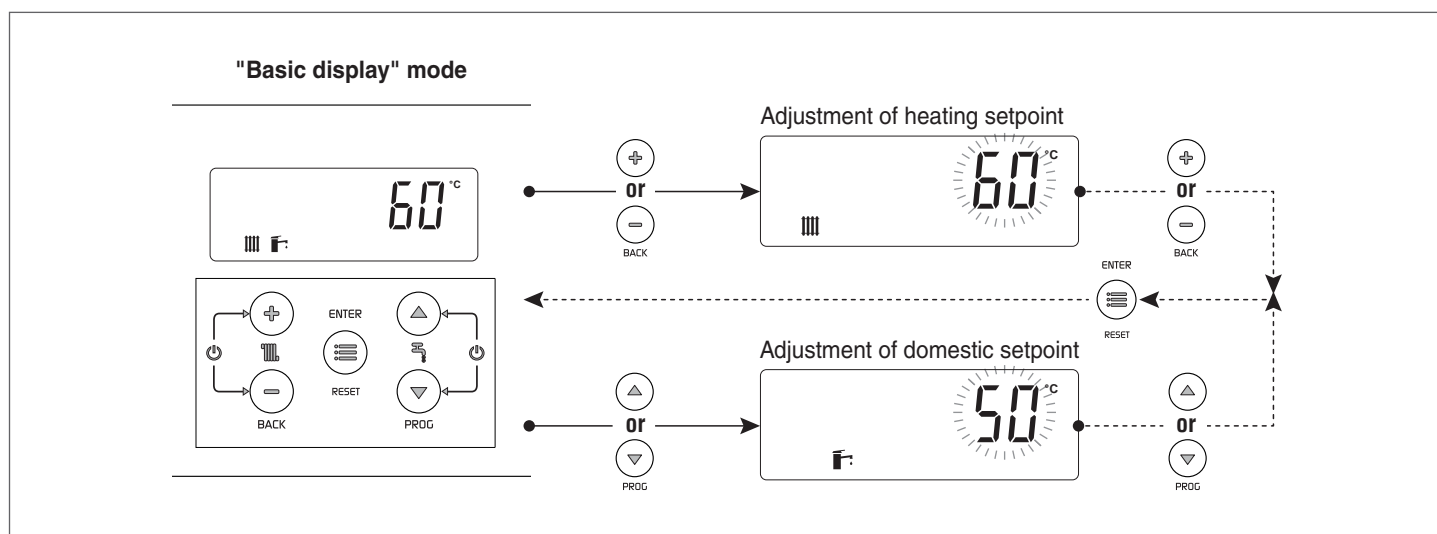 "Basic display" mode
60 °C
ENTER
RESET
BACK
PROG
+
or
-
BACK
Adjustment of heating setpoint
60 °C
+
or
-
BACK
ENTER
RESET
or
PROG
Adjustment of domestic setpoint
50 °C
or
PROG